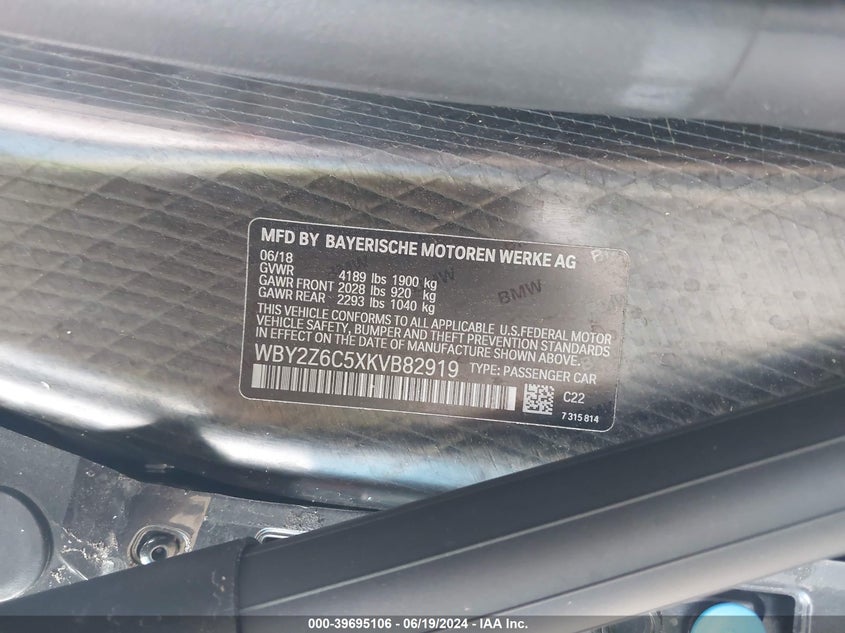 MFD BY BAYERISCHE MOTOREN WERKE AG
06/18
GVWR 4189 lbs 1900 kg
GAWR FRONT 2028 lbs 920 kg
GAWR REAR 2293 lbs 1040 kg
THIS VEHICLE CONFORMS TO ALL APPLICABLE U.S.FEDERAL MOTOR
VEHICLE SAFETY, BUMPER AND THEFT PREVENTION STANDARDS
IN EFFECT ON THE DATE OF MANUFACTURE SHOWN ABOVE.
WBY2Z6C5XKVB82919 TYPE: PASSENGER CAR
C22
7 315 814
BMW
BMW
BMW
000-39695106 - 06/19/2024 - IAA Inc.